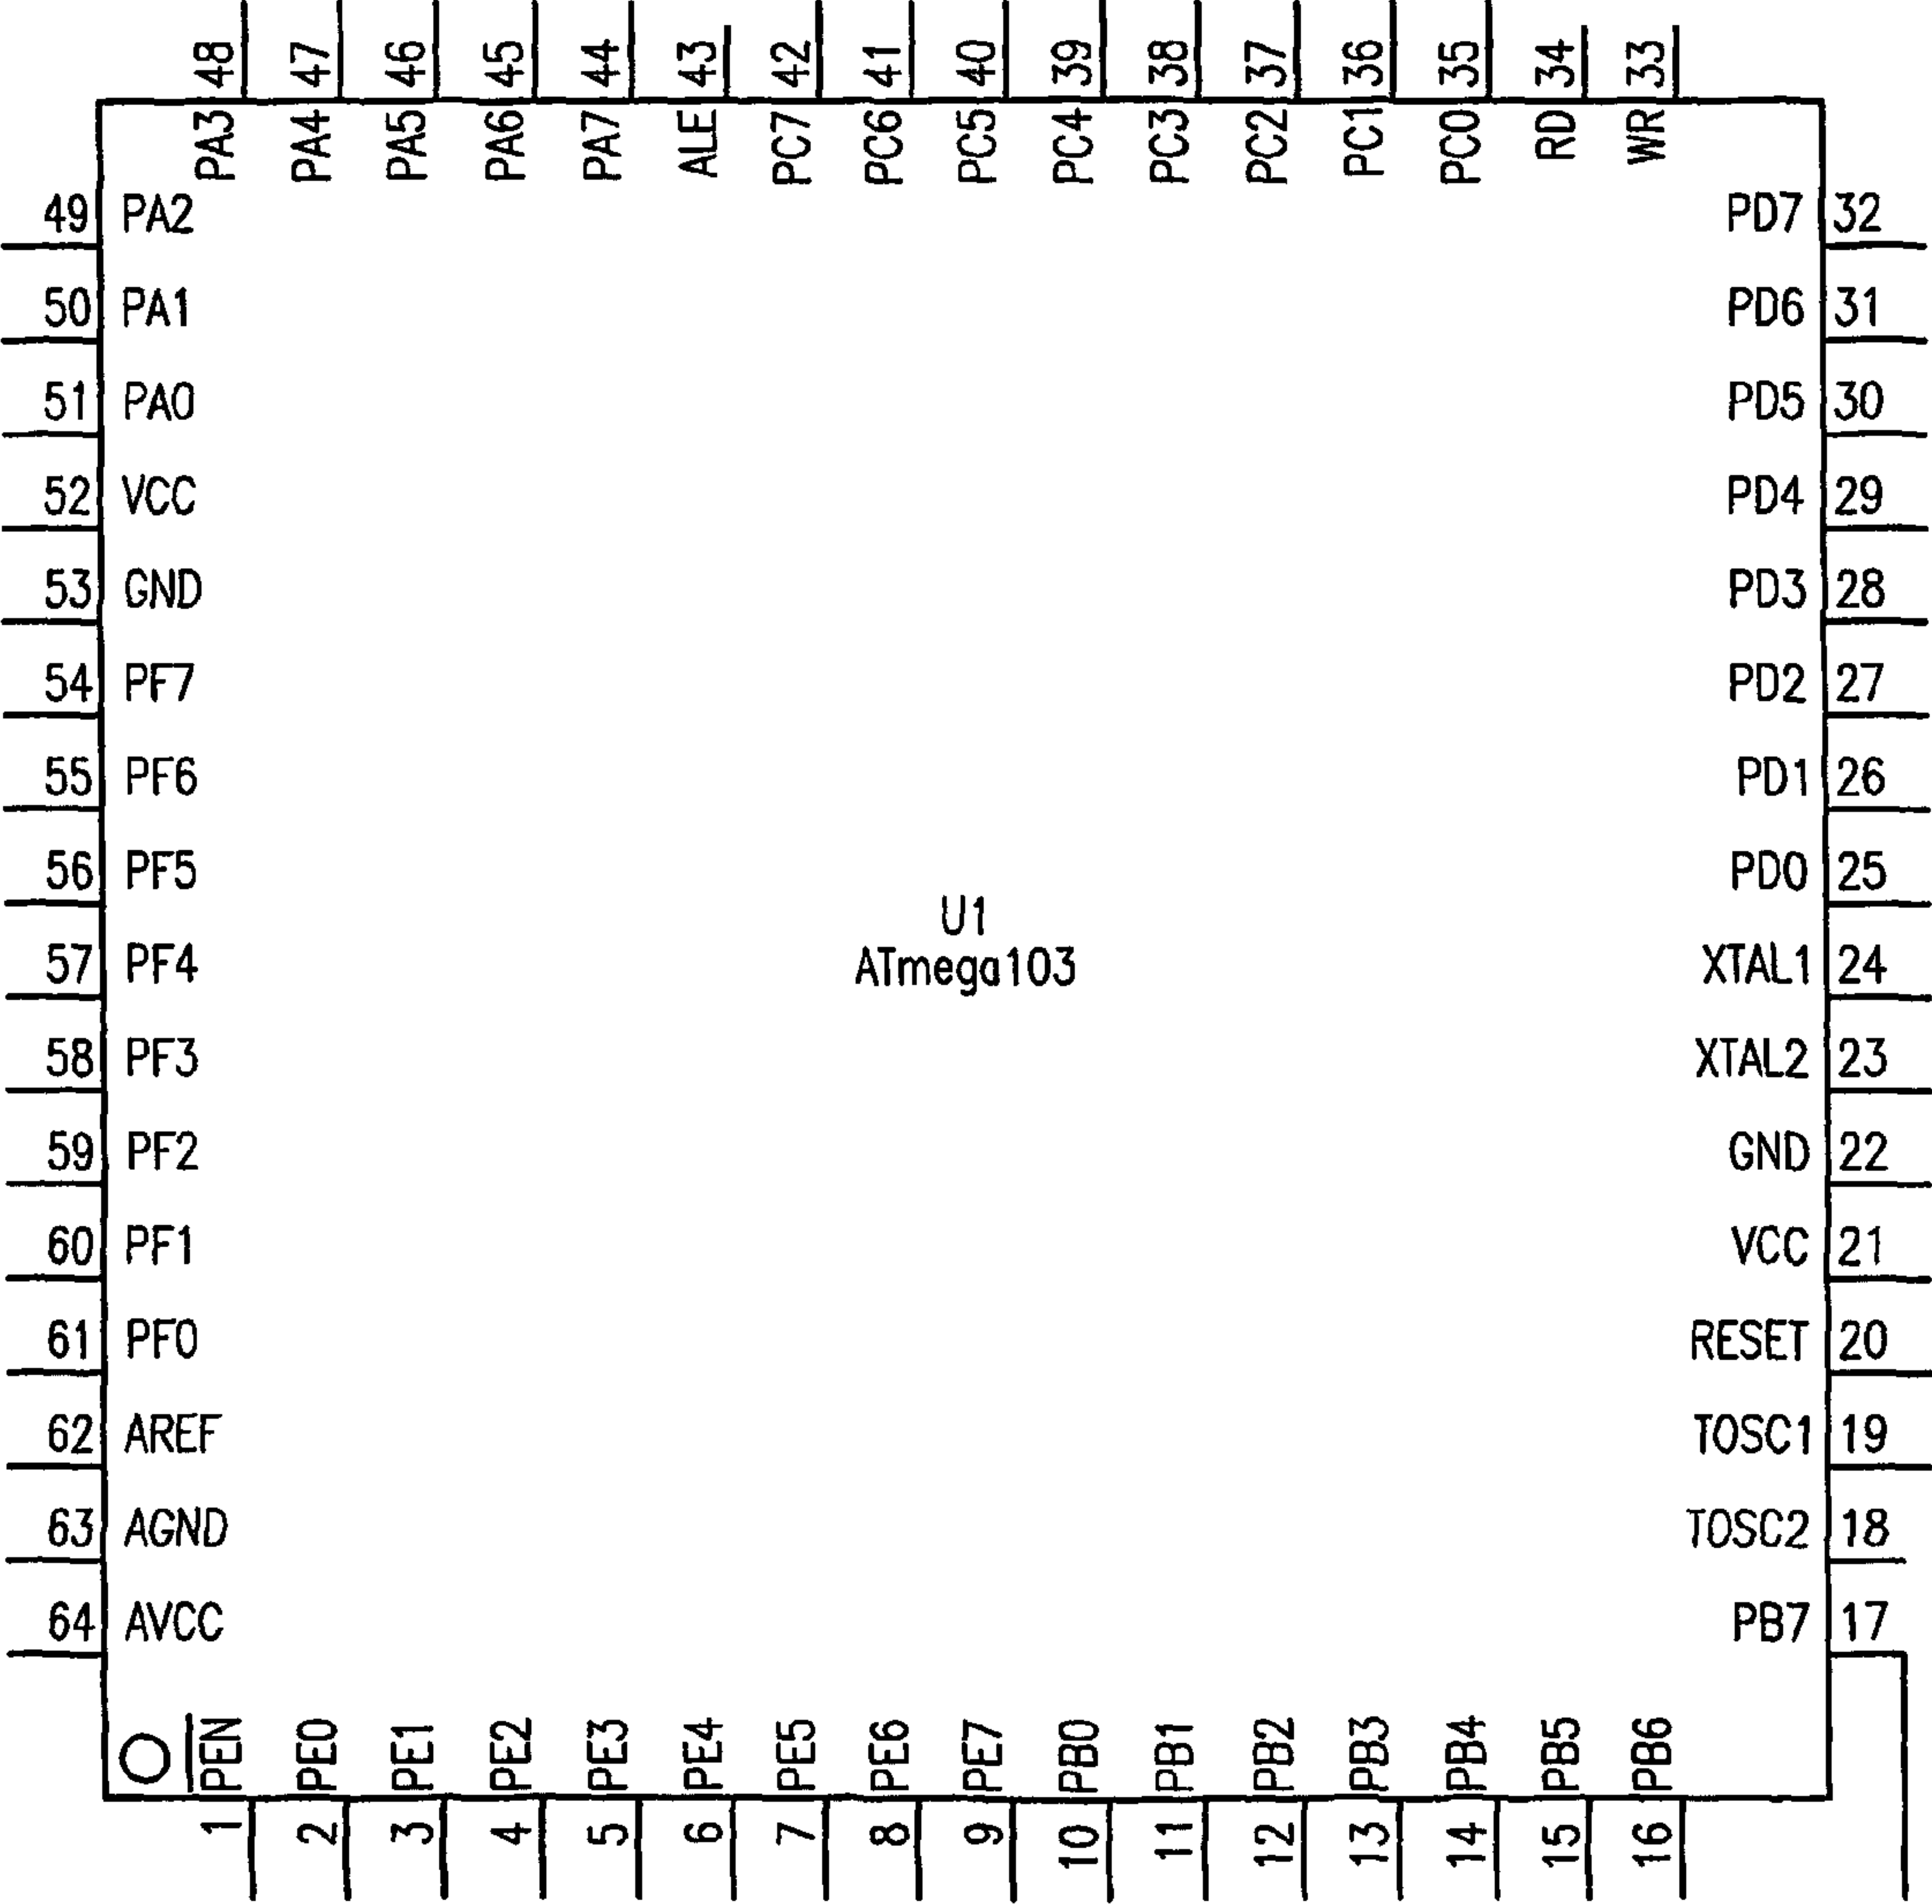 48 47 46 45 44 43 42 41 40 39 38 37 36 35 34 33
PA3 PA4 PA5 PA6 PA7 ALE PC7 PC6 PC5 PC4 PC3 PC2 PC1 PC0 RD WR
49 PA2 PD7 32
50 PA1 PD6 31
51 PA0 PD5 30
52 VCC PD4 29
53 GND PD3 28
54 PF7 PD2 27
55 PF6 PD1 26
56 PF5 PD0 25
U1
57 PF4 ATmega103 XTAL1 24
58 PF3 XTAL2 23
59 PF2 GND 22
60 PF1 VCC 21
61 PF0 RESET 20
62 AREF TOSC1 19
63 AGND TOSC2 18
64 AVCC PB7 17
PEN PE0 PE1 PE2 PE3 PE4 PE5 PE6 PE7 PB0 PB1 PB2 PB3 PB4 PB5 PB6
1 2 3 4 5 6 7 8 9 10 11 12 13 14 15 16